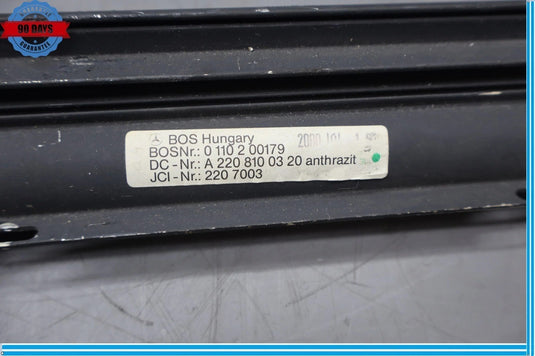 90 DAYS
GUARANTEE
BOS Hungary
BOSNr.: 0 110 2 00179
DC - Nr.: A 220 810 03 20 anthrazit
JCI - Nr.: 220 7003